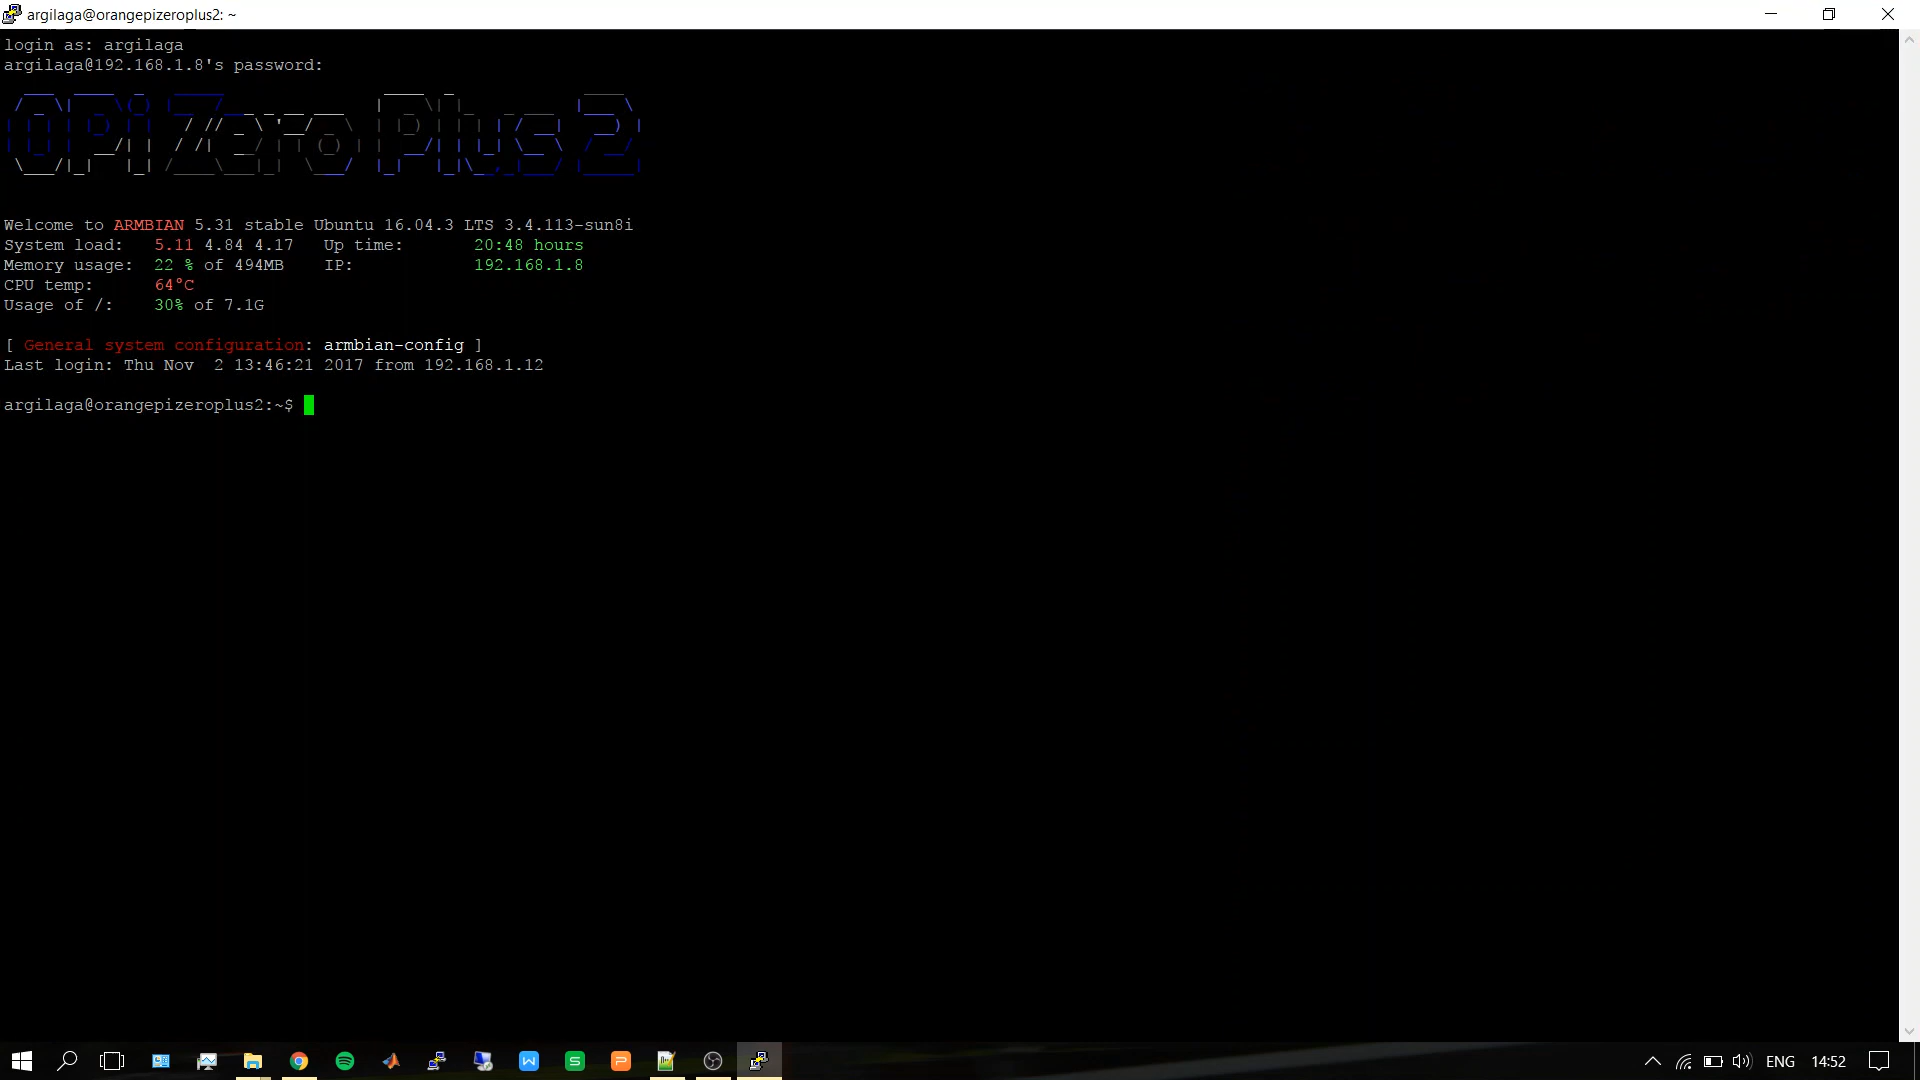 argilaga@orangepizeroplus2: ~
login as: argilaga
argilaga@192.168.1.8's password:
OPi Zero Plus 2
Welcome to ARMBIAN 5.31 stable Ubuntu 16.04.3 LTS 3.4.113-sun8i
System load: 5.11 4.84 4.17 Up time: 20:48 hours
Memory usage: 22 % of 494MB IP: 192.168.1.8
CPU temp: 64°C
Usage of /: 30% of 7.1G
[ General system configuration: armbian-config ]
Last login: Thu Nov  2 13:46:21 2017 from 192.168.1.12
argilaga@orangepizeroplus2:~$
W S P ENG 14:52